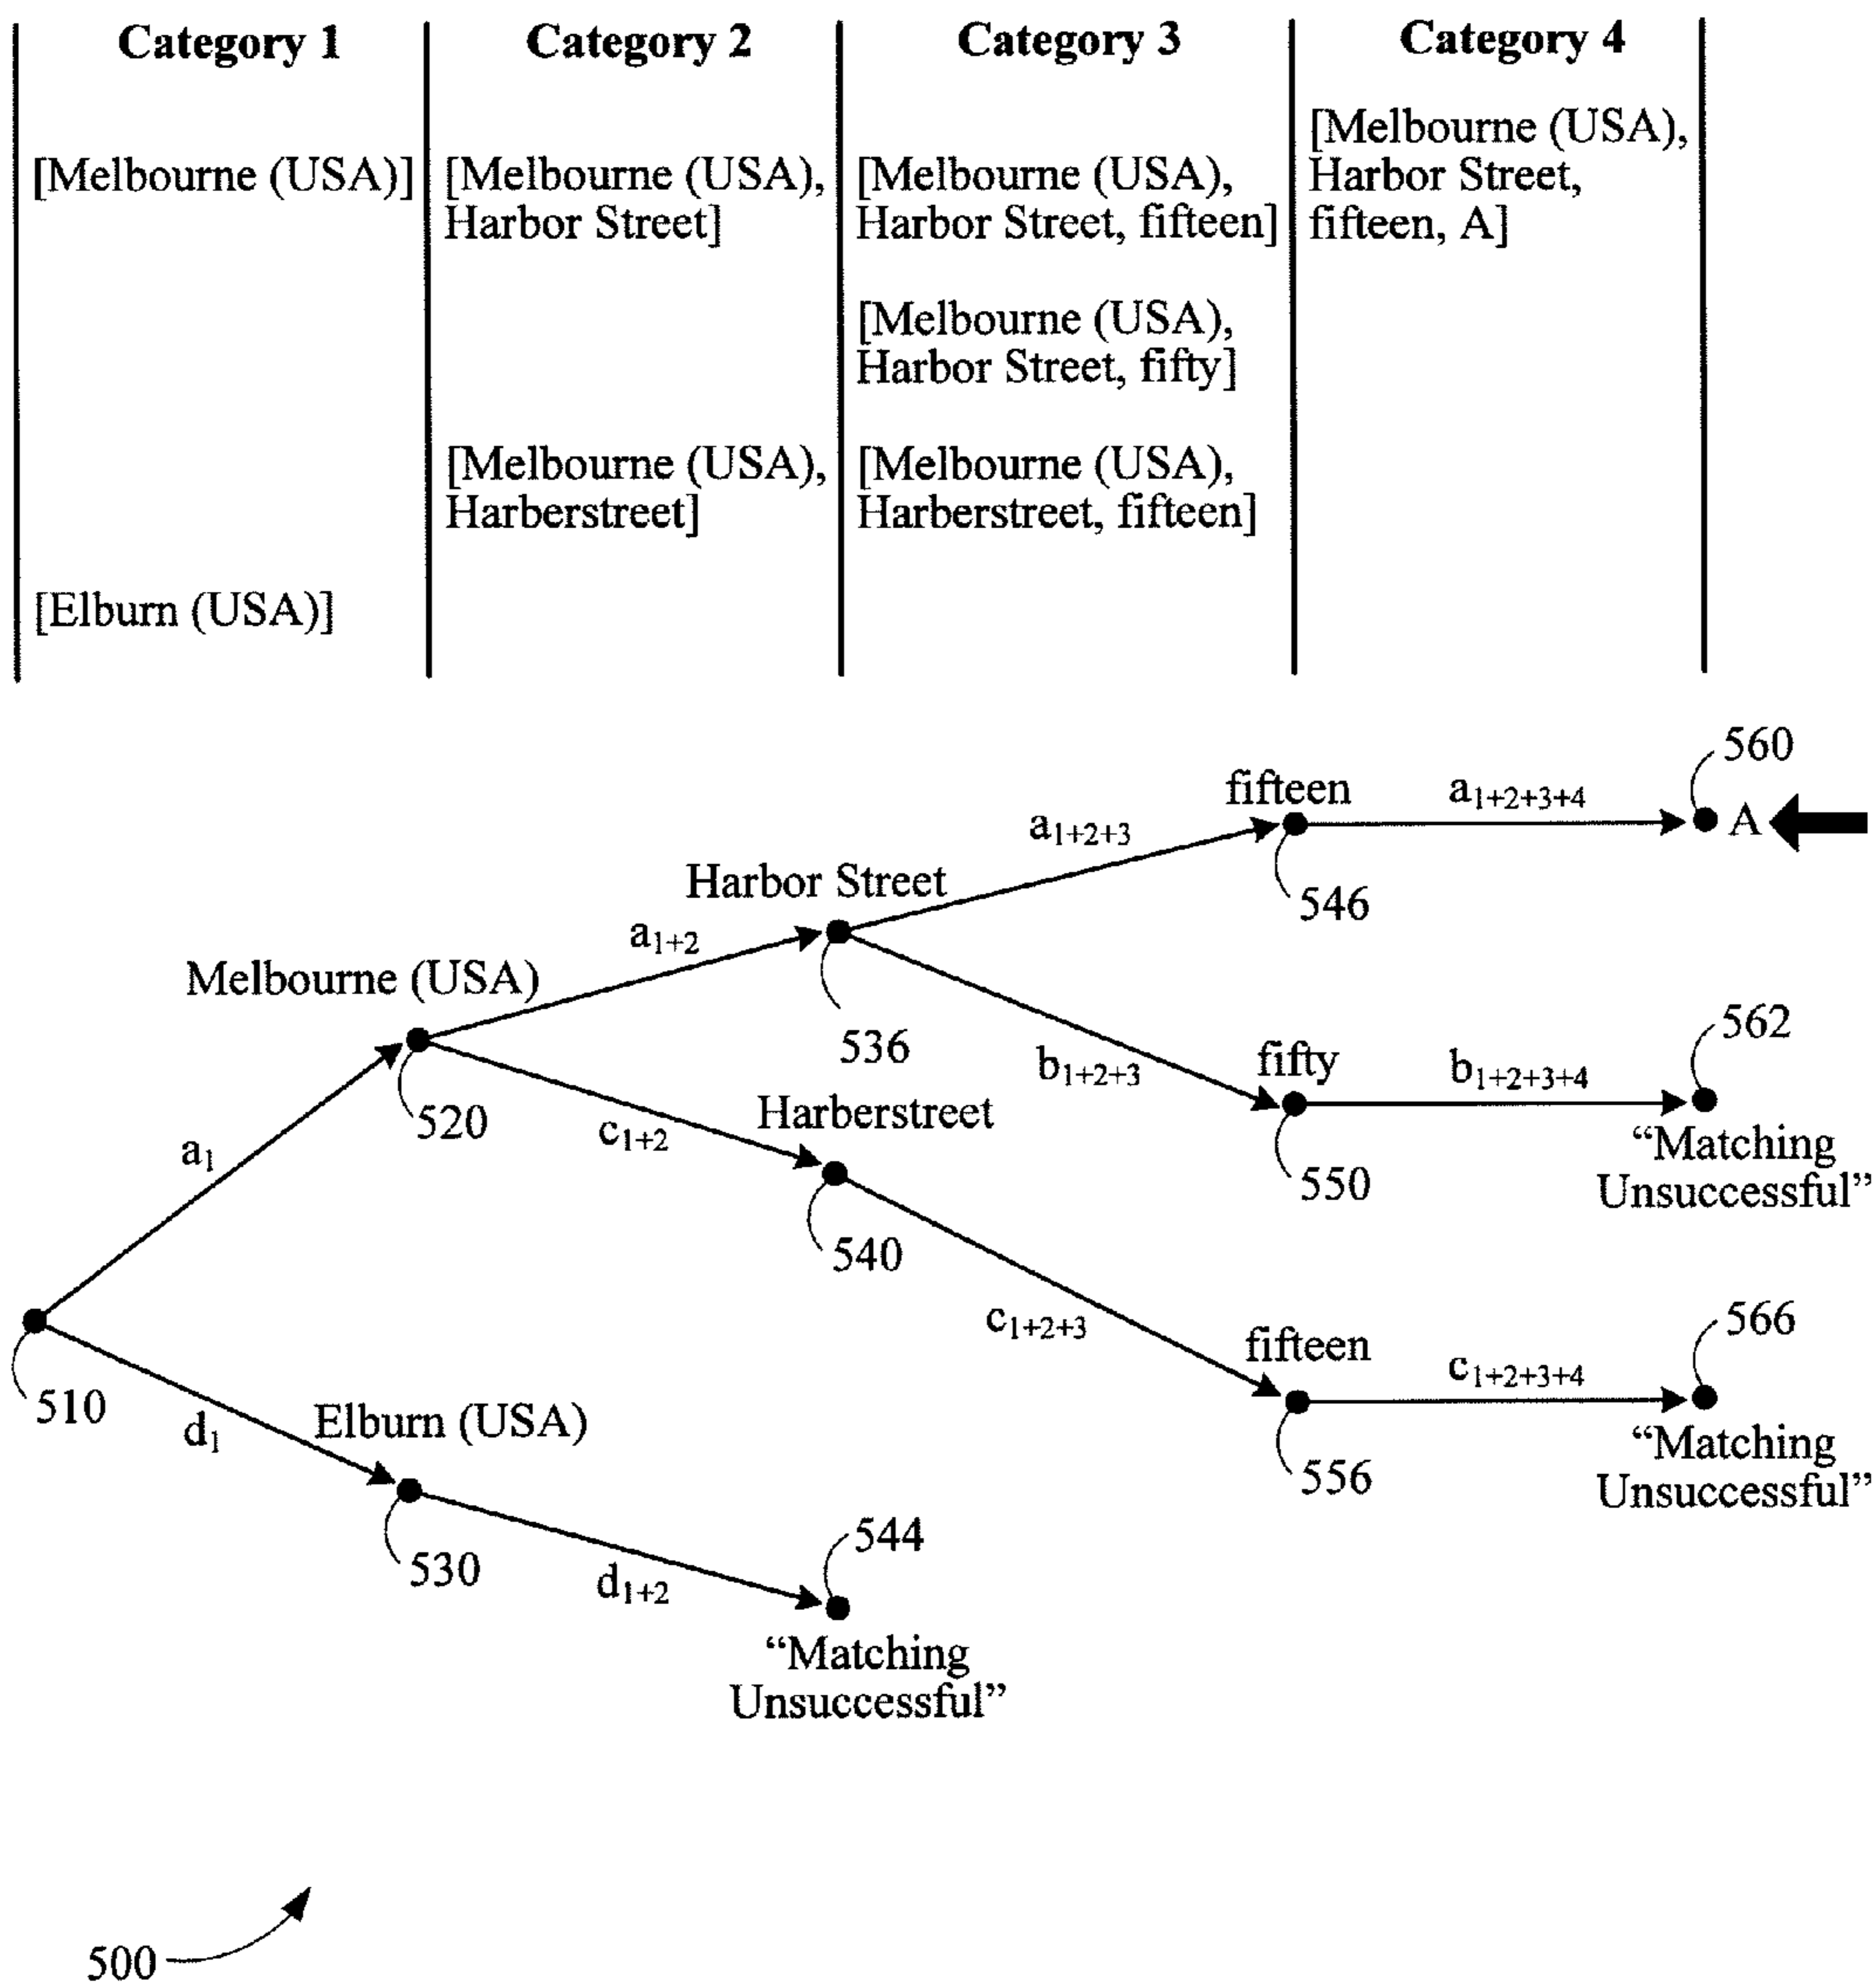 Category 1
Category 2
Category 3
Category 4
[Melbourne (USA)]
[Melbourne (USA),
Harbor Street]
[Melbourne (USA),
Harbor Street, fifteen]
[Melbourne (USA),
Harbor Street,
fifteen, A]
[Melbourne (USA),
Harbor Street, fifty]
[Melbourne (USA),
Harberstreet]
[Melbourne (USA),
Harberstreet, fifteen]
[Elburn (USA)]
560
fifteen
a1+2+3+4
A
a1+2+3
546
Harbor Street
a1+2
Melbourne (USA)
536
562
b1+2+3
fifty
b1+2+3+4
520
Harberstreet
c1+2
550
“Matching
Unsuccessful”
a1
540
c1+2+3
566
fifteen
c1+2+3+4
510
d1
Elburn (USA)
556
“Matching
Unsuccessful”
544
530
d1+2
“Matching
Unsuccessful”
500